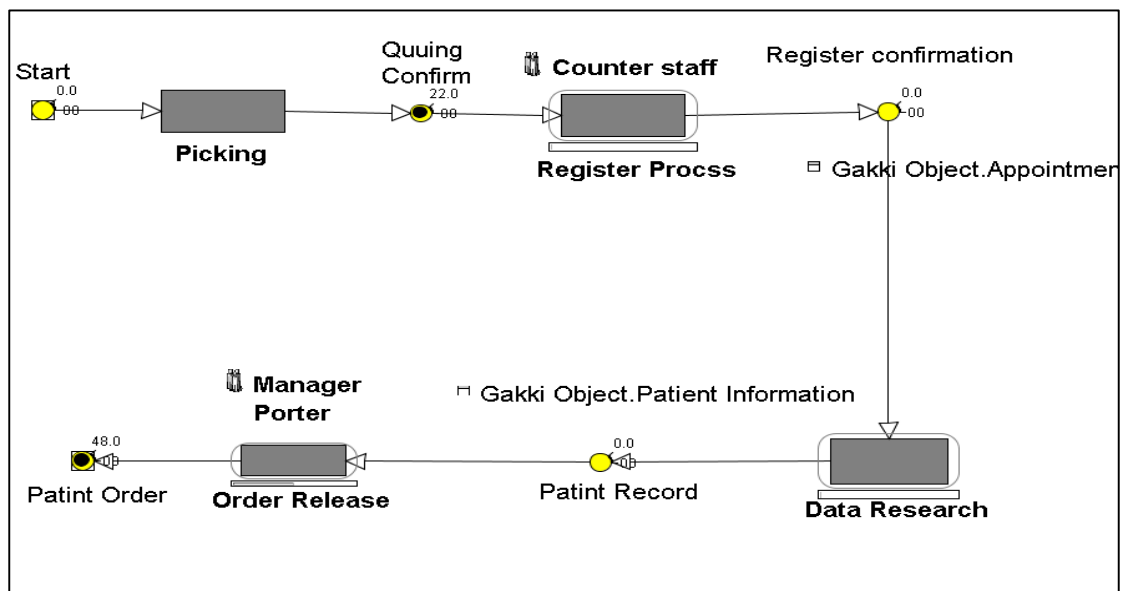 Start
0.0
00
Picking
Quuing
Confirm
22.0
00
Counter staff
Register Procss
Register confirmation
0.0
00
Gakki Object.Appointmen
Manager
Porter
Gakki Object.Patient Information
48.0
Patint Order
Order Release
0.0
Patint Record
Data Research